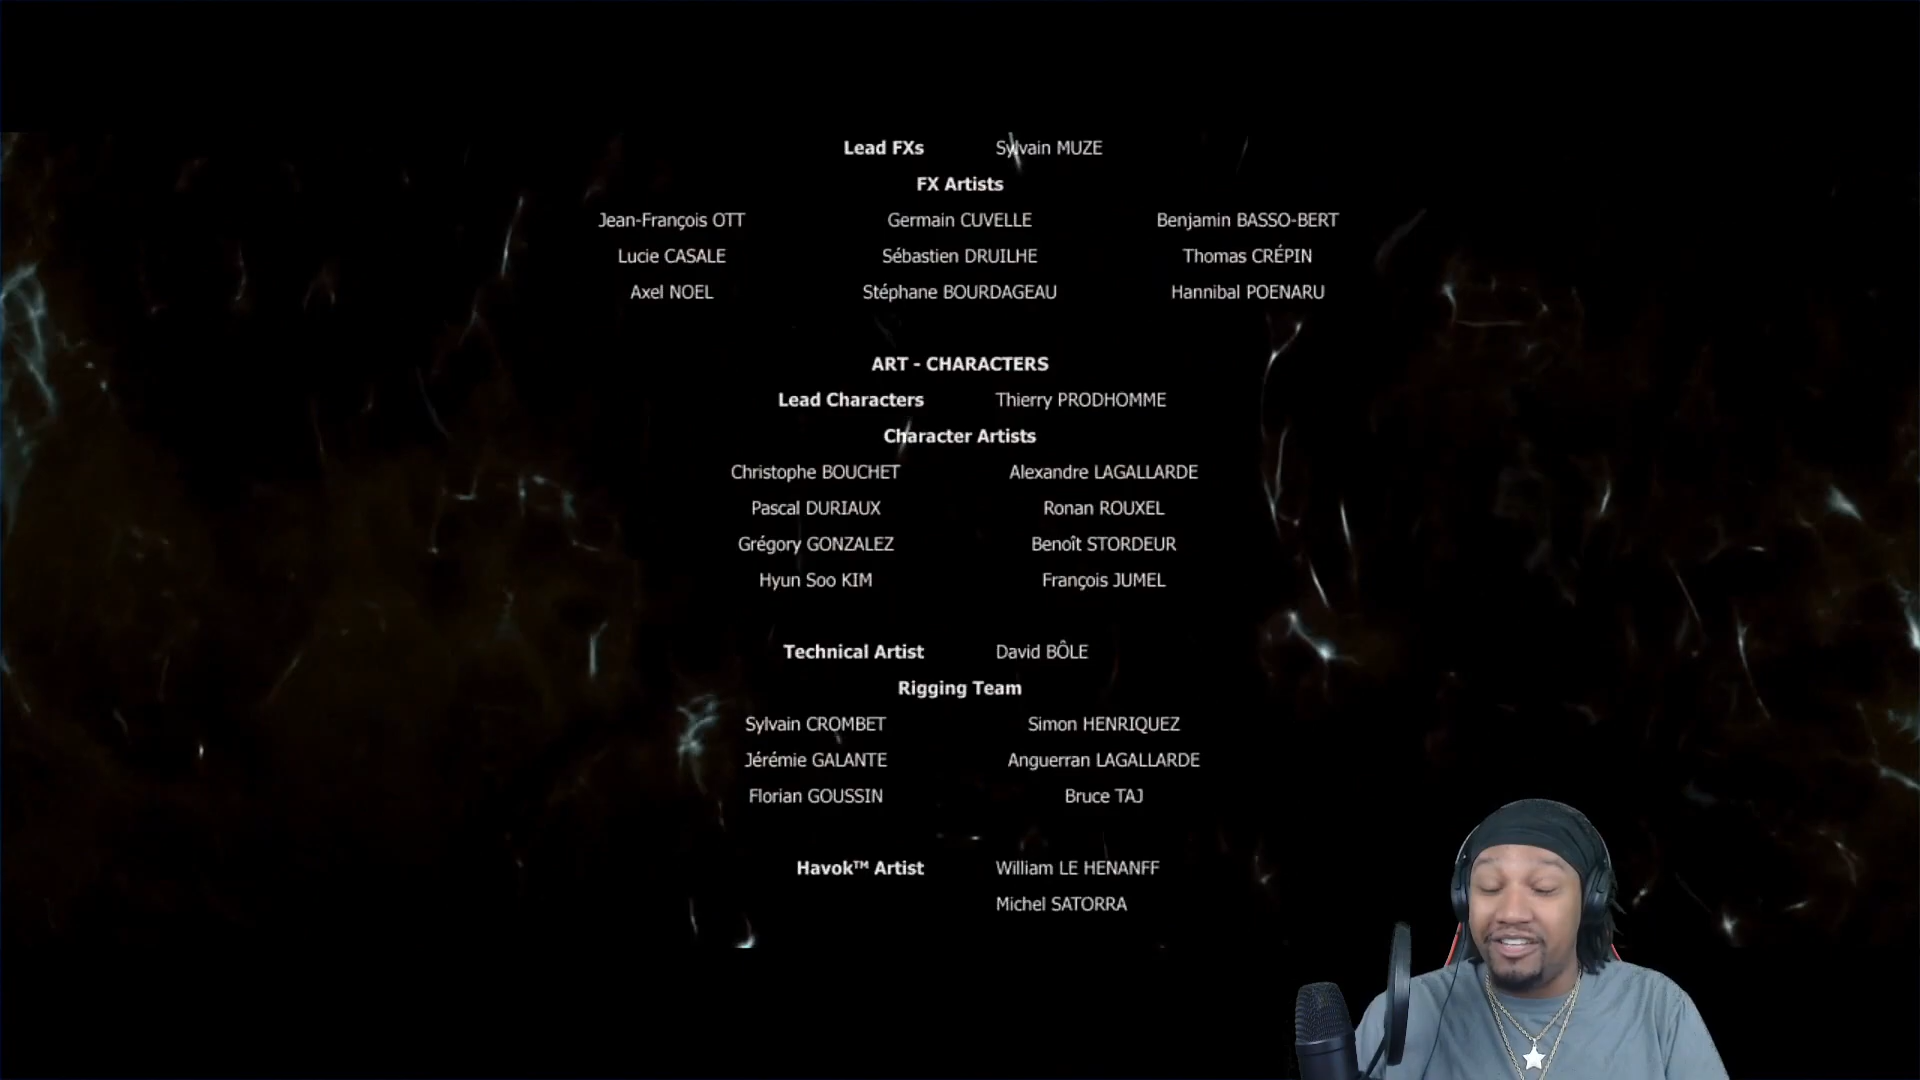 Lead FXs Sylvain MUZE
FX Artists
Jean-François OTT Germain CUVELLE Benjamin BASSO-BERT
Lucie CASALE Sébastien DRUILHE Thomas CRÉPIN
Axel NOEL Stéphane BOURDAGEAU Hannibal POENARU
ART - CHARACTERS
Lead Characters Thierry PRODHOMME
Character Artists
Christophe BOUCHET Alexandre LAGALLARDE
Pascal DURIAUX Ronan ROUXEL
Grégory GONZALEZ Benoît STORDEUR
Hyun Soo KIM François JUMEL
Technical Artist David BÔLE
Rigging Team
Sylvain CROMBET Simon HENRIQUEZ
Jérémie GALANTE Anguerran LAGALLARDE
Florian GOUSSIN Bruce TAJ
Havok™ Artist William LE HENANFF
Michel SATORRA